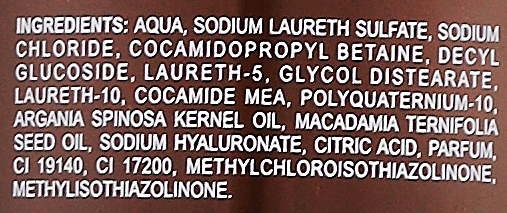 INGREDIENTS: AQUA, SODIUM LAURETH SULFATE, SODIUM
CHLORIDE, COCAMIDOPROPYL BETAINE, DECYL
GLUCOSIDE, LAURETH-5, GLYCOL DISTEARATE,
LAURETH-10, COCAMIDE MEA, POLYQUATERNIUM-10,
ARGANIA SPINOSA KERNEL OIL, MACADAMIA TERNIFOLIA
SEED OIL, SODIUM HYALURONATE, CITRIC ACID, PARFUM,
CI 19140, CI 17200, METHYLCHLOROISOTHIAZOLINONE,
METHYLISOTHIAZOLINONE.